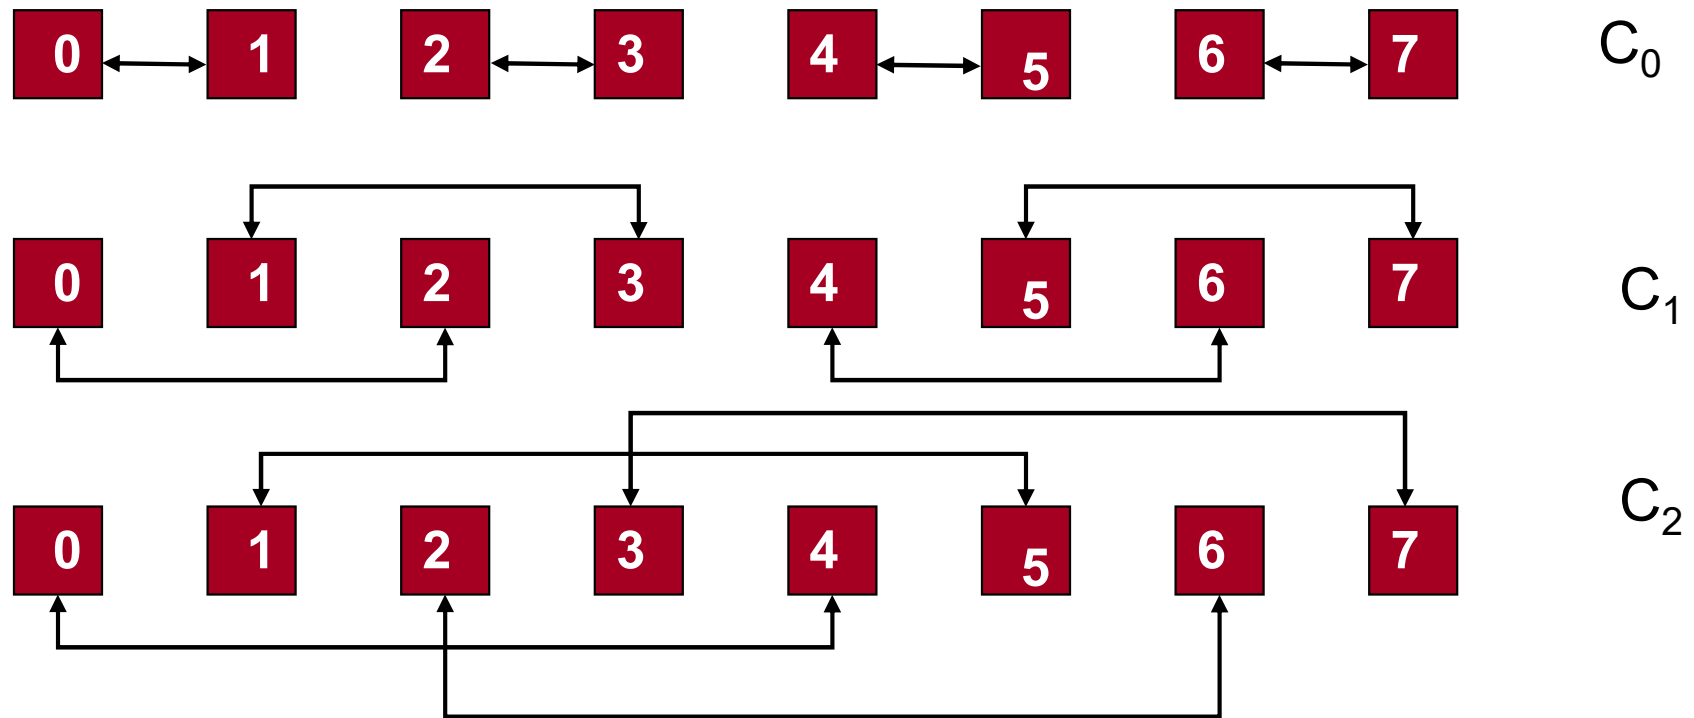 0 1 2 3 4 5 6 7 C₀
0 1 2 3 4 5 6 7 C₁
0 1 2 3 4 5 6 7 C₂